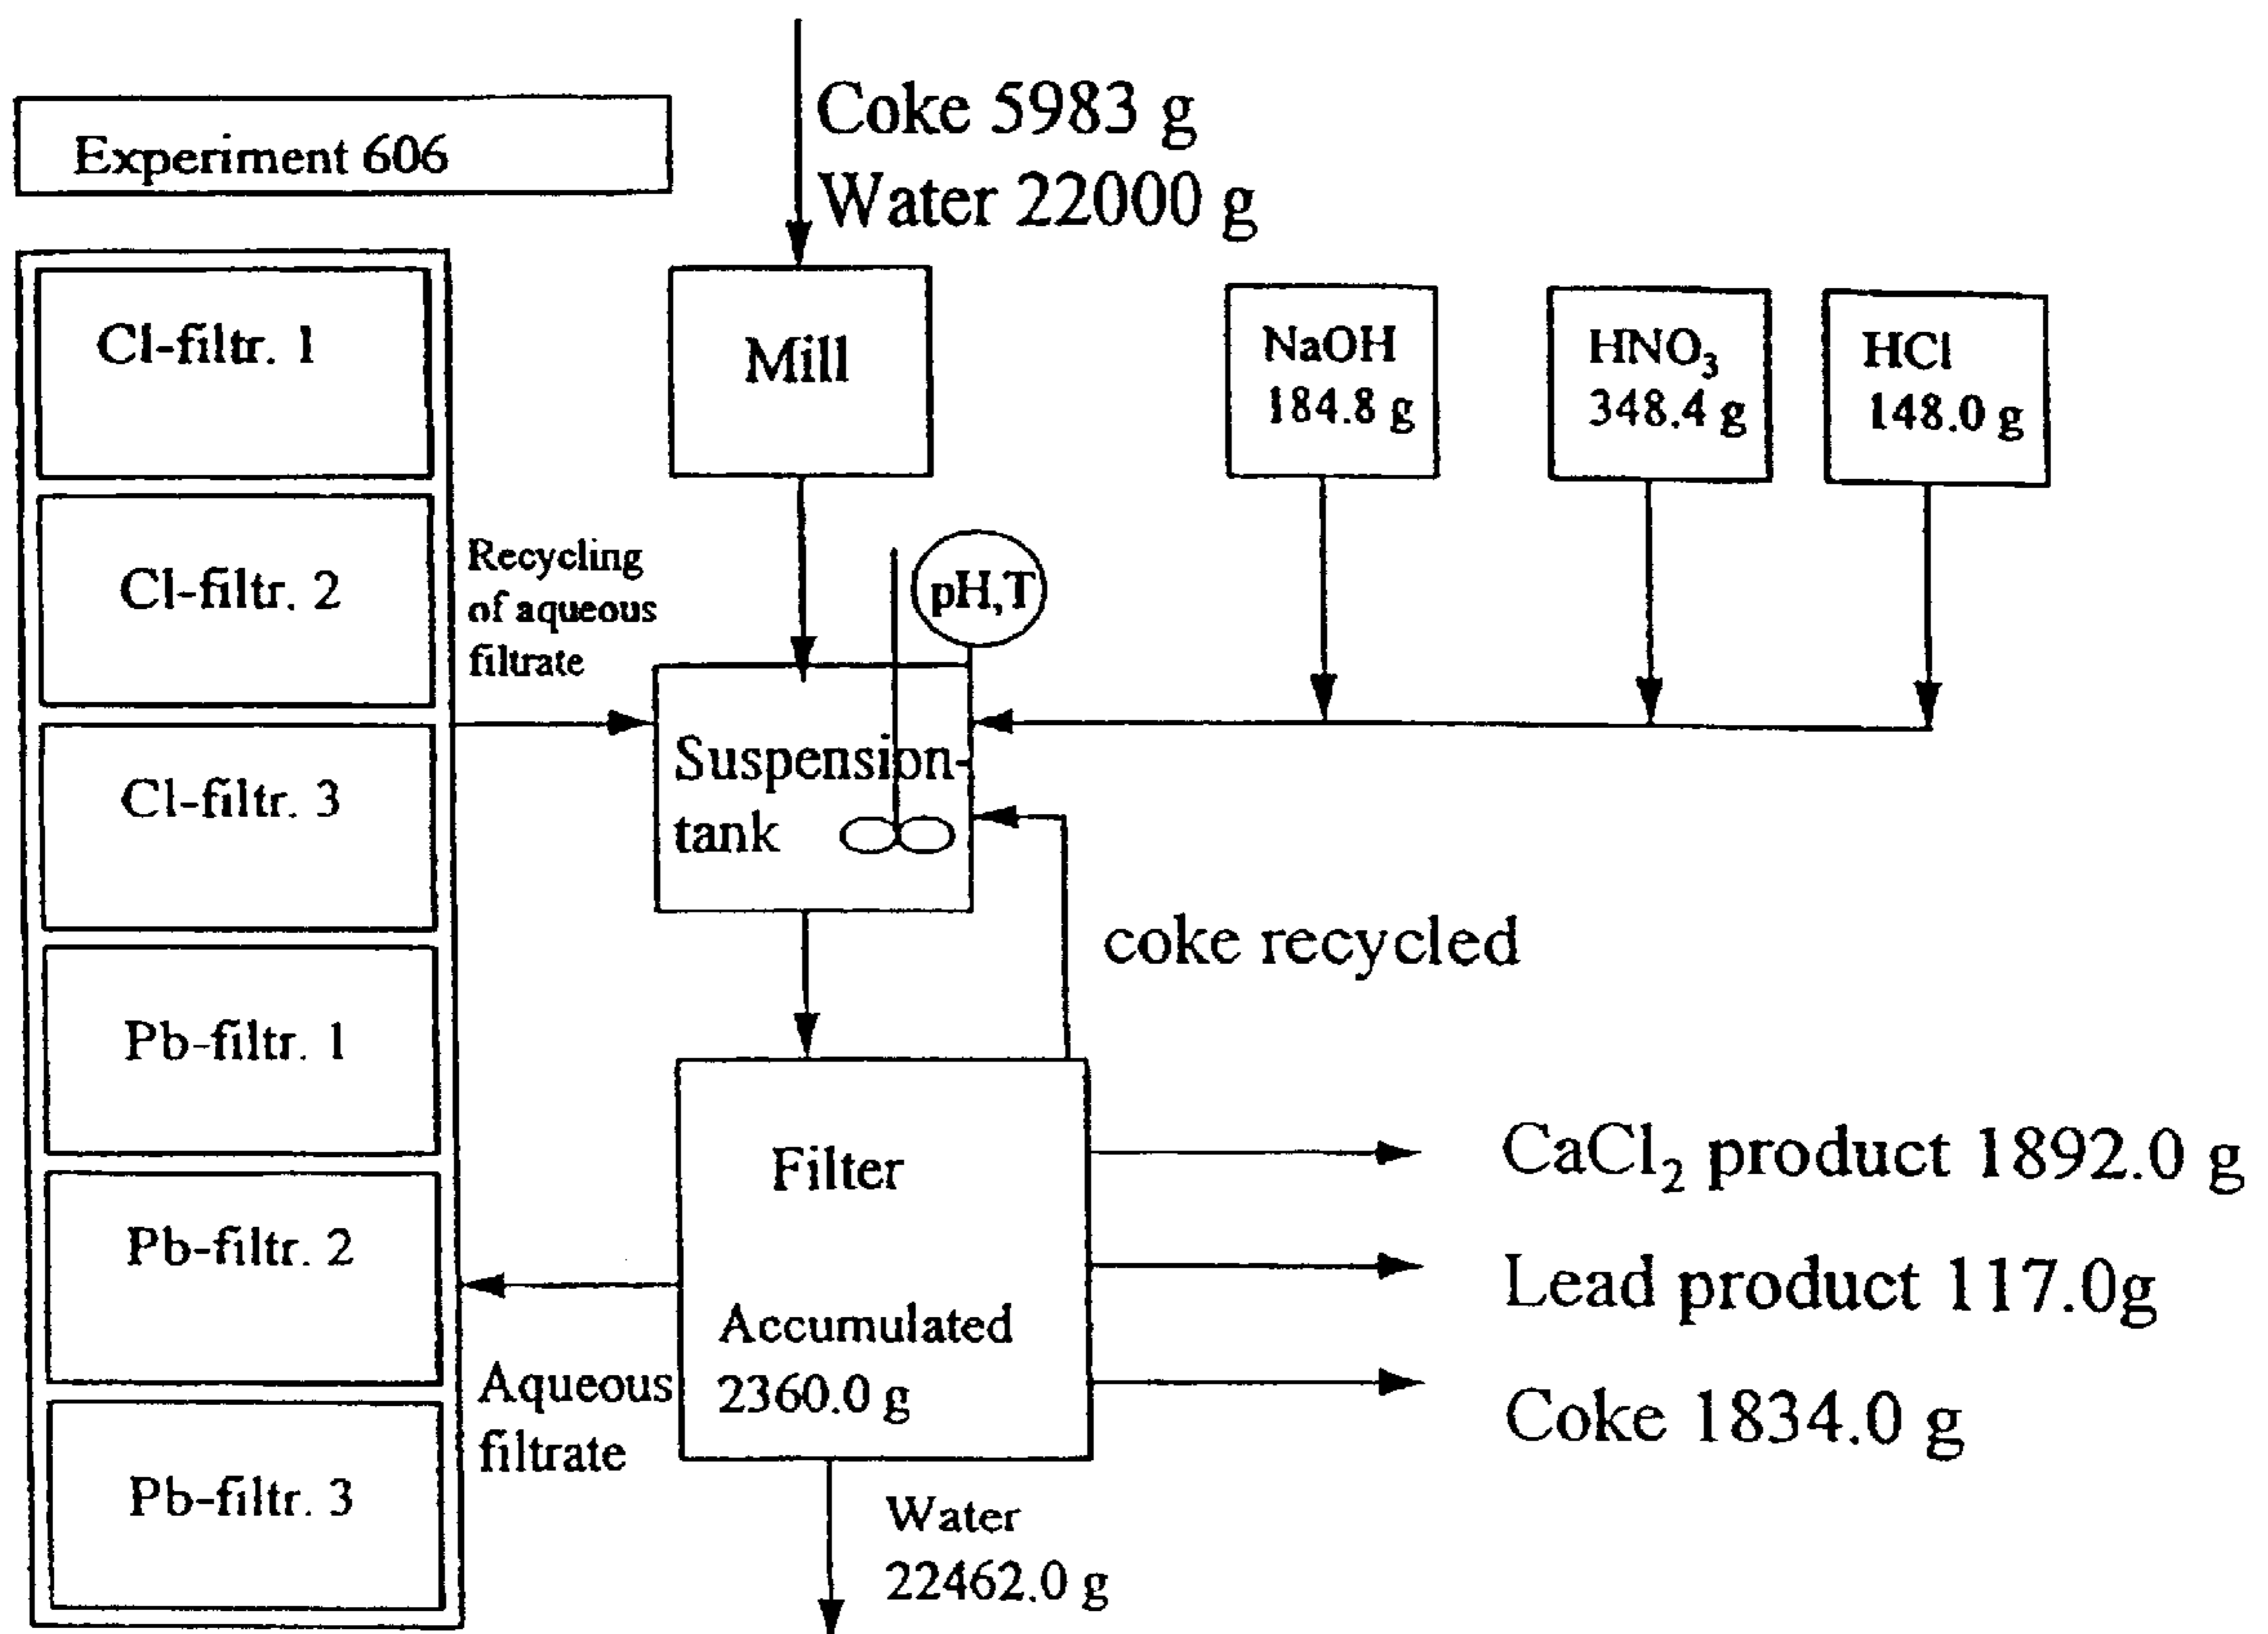 Experiment 606
Coke 5983 g
Water 22000 g
Cl-filtr. 1
Cl-filtr. 2
Cl-filtr. 3
Pb-filtr. 1
Pb-filtr. 2
Pb-filtr. 3
Recycling
of aqueous
filtrate
Mill
NaOH
184.8 g
HNO₃
348.4 g
HCl
148.0 g
pH,T
Suspension-
tank
coke recycled
Filter
Accumulated
2360.0 g
Aqueous
filtrate
CaCl₂ product 1892.0 g
Lead product 117.0g
Coke 1834.0 g
Water
22462.0 g